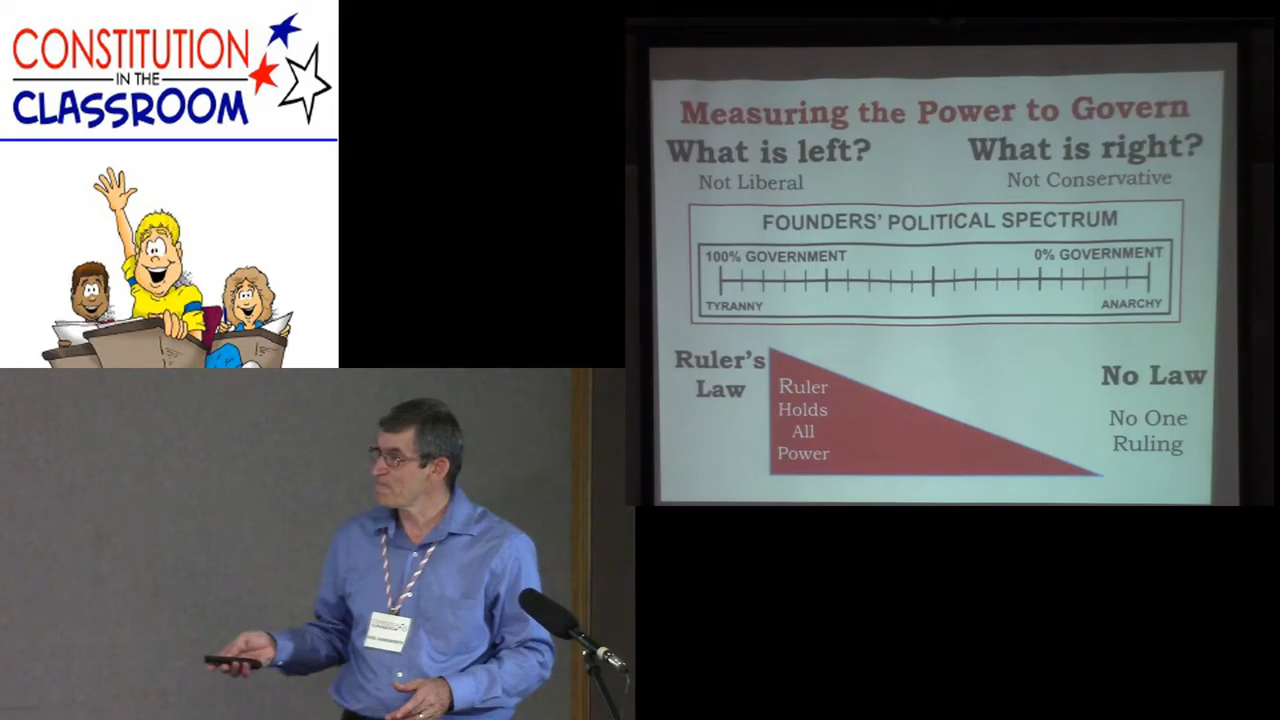 CONSTITUTION
IN THE
CLASSROOM
Measuring the Power to Govern
What is left?
Not Liberal
What is right?
Not Conservative
FOUNDERS' POLITICAL SPECTRUM
100% GOVERNMENT
0% GOVERNMENT
TYRANNY
ANARCHY
Ruler's
Law
Ruler
Holds
All
Power
No Law
No One
Ruling